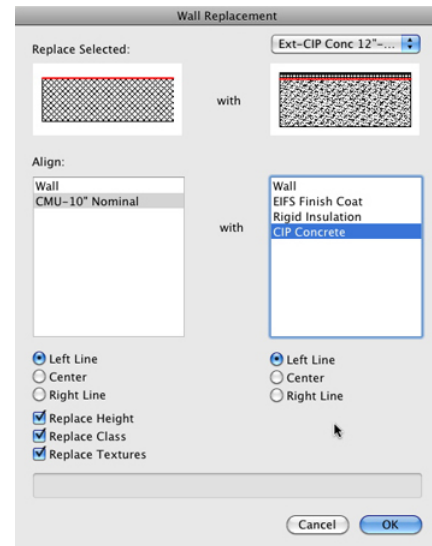 Wall Replacement
Replace Selected:
Ext-CIP Conc 12"-...
with
Align:
Wall
CMU-10" Nominal
with
Wall
EIFS Finish Coat
Rigid Insulation
CIP Concrete
Left Line
Center
Right Line
Left Line
Center
Right Line
Replace Height
Replace Class
Replace Textures
Cancel
OK